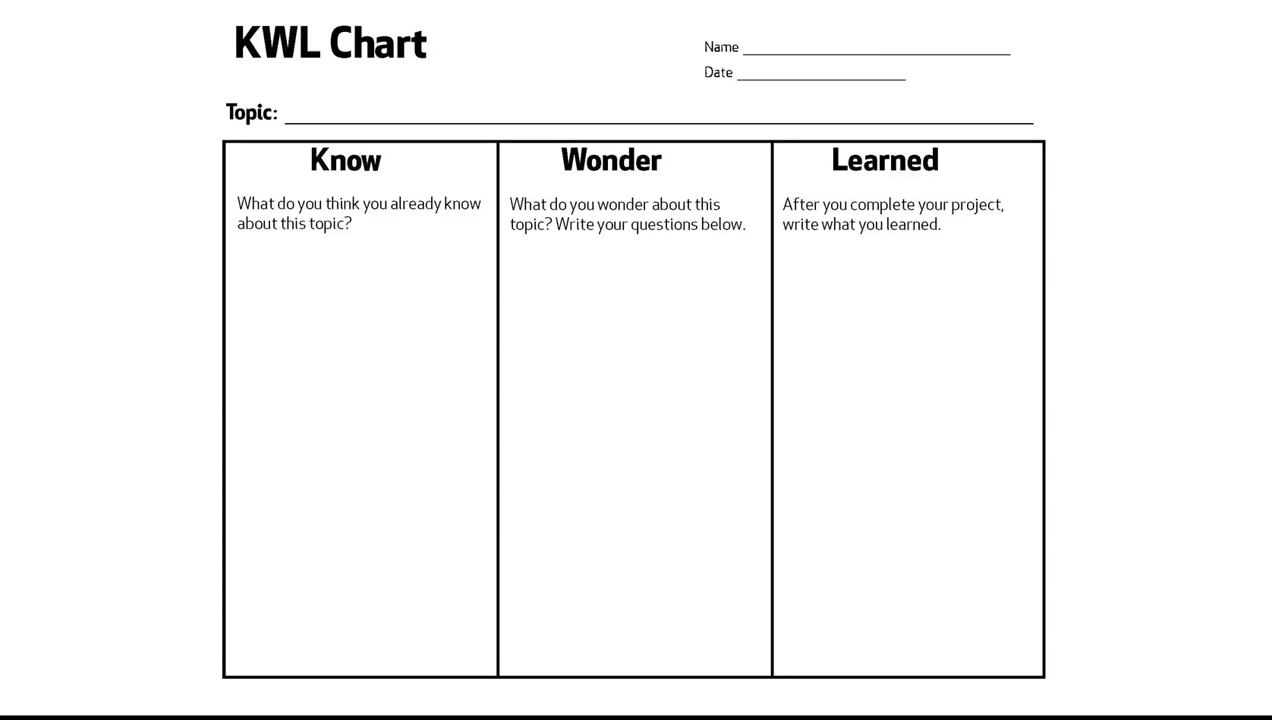 KWL Chart
Name
Date
Topic:
Know
What do you think you already know
about this topic?
Wonder
What do you wonder about this
topic? Write your questions below.
Learned
After you complete your project,
write what you learned.